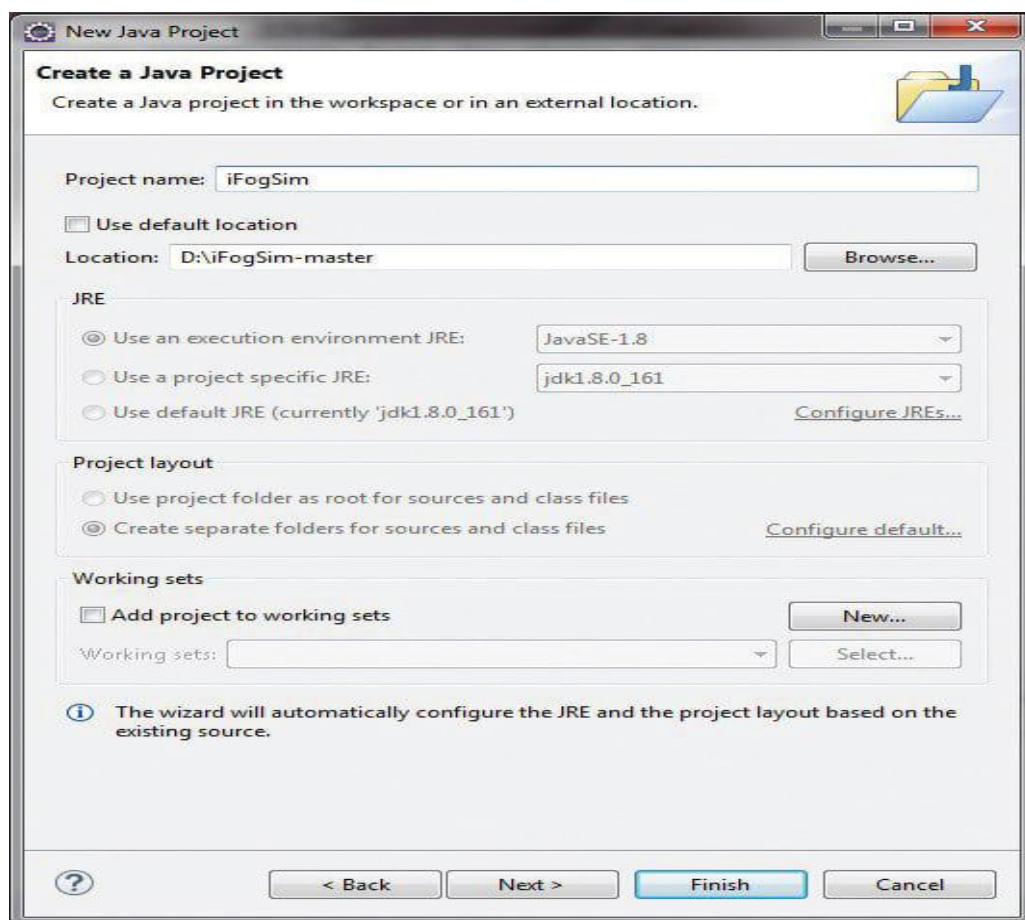 New Java Project
Create a Java Project
Create a Java project in the workspace or in an external location.
Project name: iFogSim
Use default location
Location: D:\iFogSim-master Browse...
JRE
Use an execution environment JRE: JavaSE-1.8
Use a project specific JRE: jdk1.8.0_161
Use default JRE (currently 'jdk1.8.0_161') Configure JREs...
Project layout
Use project folder as root for sources and class files
Create separate folders for sources and class files Configure default...
Working sets
Add project to working sets New...
Working sets: Select...
The wizard will automatically configure the JRE and the project layout based on the
existing source.
? < Back Next > Finish Cancel